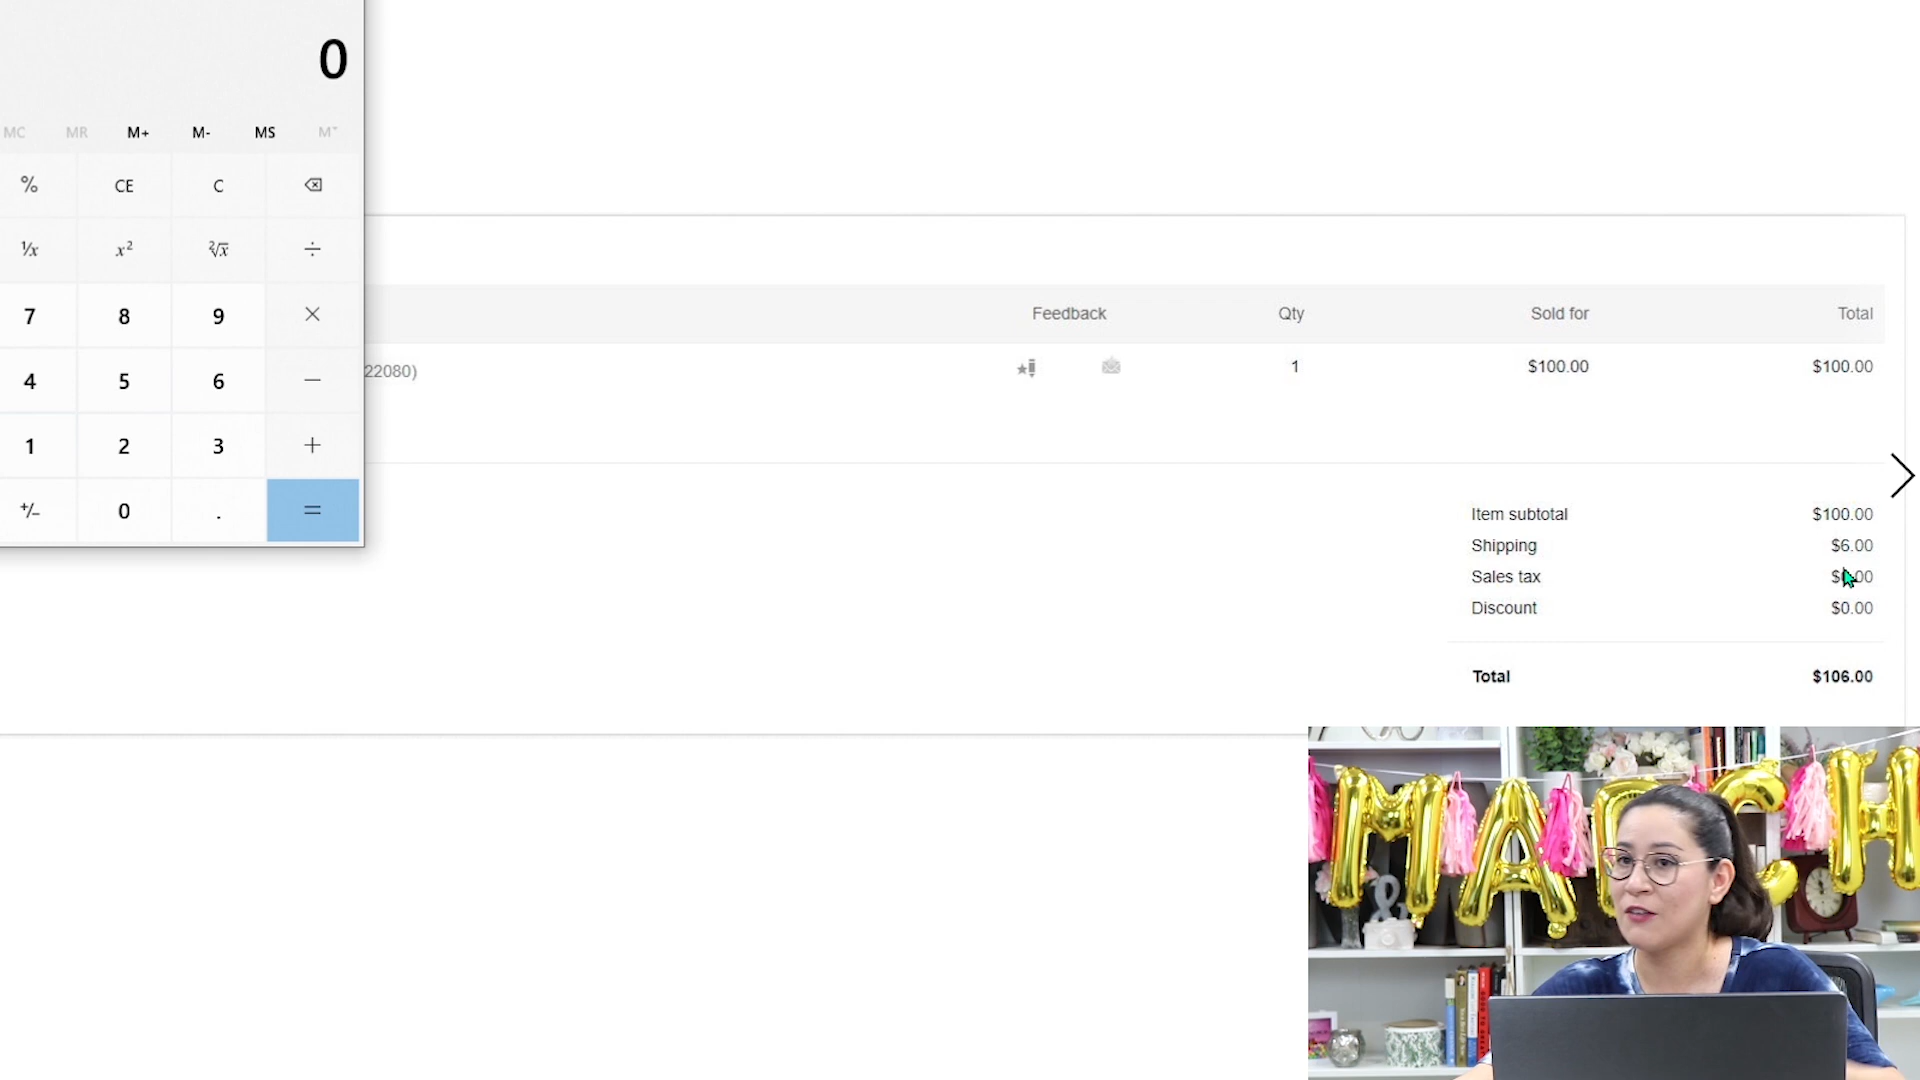 0
MC MR M+ M- MS M˅
% CE C
⅟x x² ²√x ÷
7 8 9 ×
4 5 6 −
1 2 3 +
+/− 0 . =
Feedback Qty Sold for Total
22080) 1 $100.00 $100.00
Item subtotal $100.00
Shipping $6.00
Sales tax
Discount $0.00
Total $106.00
MARCH
&